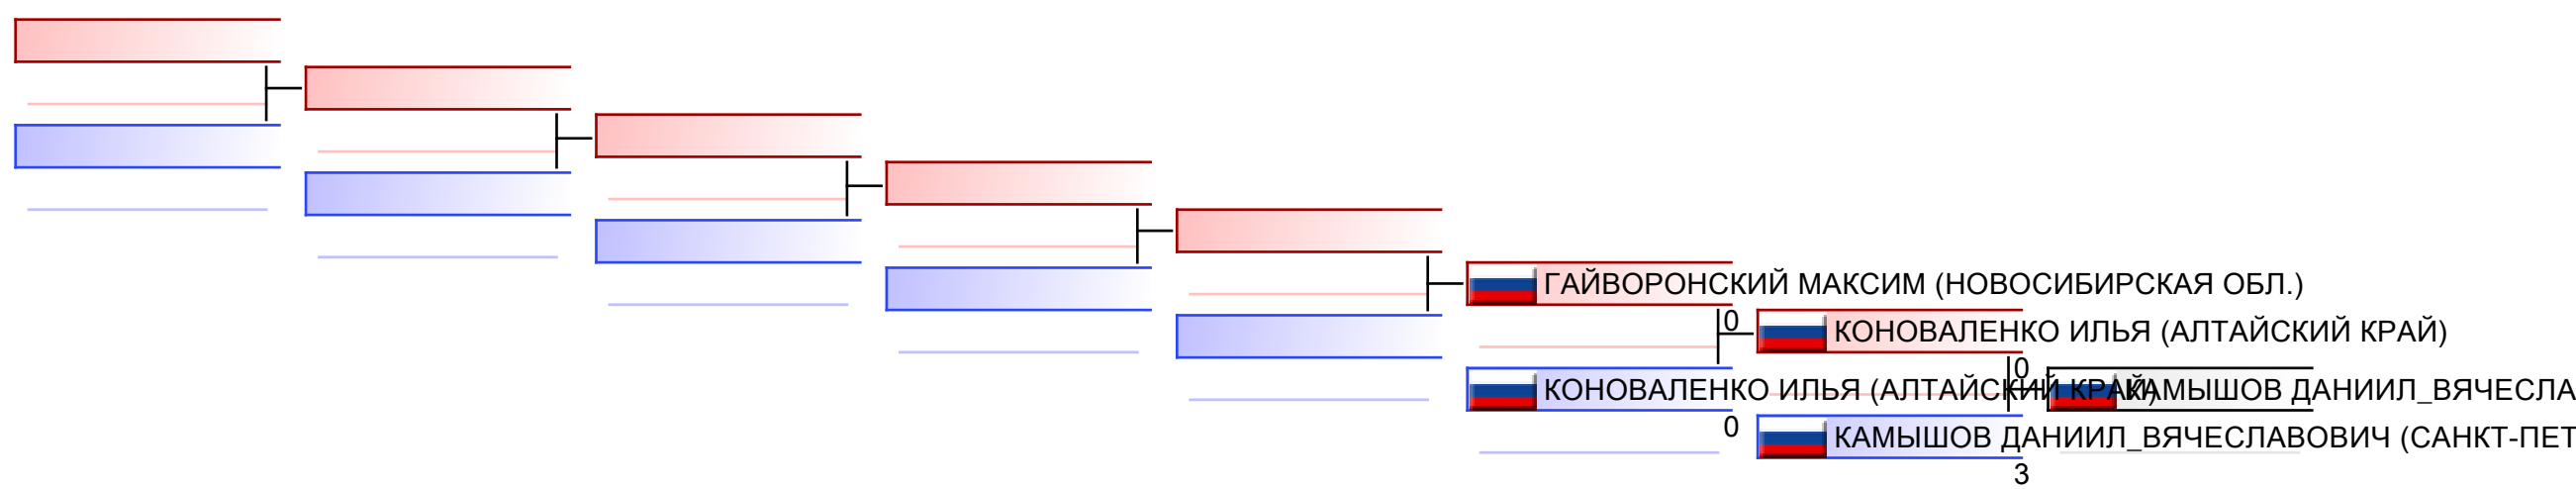 ГАЙВОРОНСКИЙ МАКСИМ (НОВОСИБИРСКАЯ ОБЛ.)
0
КОНОВАЛЕНКО ИЛЬЯ (АЛТАЙСКИЙ КРАЙ)
0
КОНОВАЛЕНКО ИЛЬЯ (АЛТАЙСКИЙ КРАЙ)
КАМЫШОВ ДАНИИЛ_ВЯЧЕСЛА
0
КАМЫШОВ ДАНИИЛ_ВЯЧЕСЛАВОВИЧ (САНКТ-ПЕТ
3